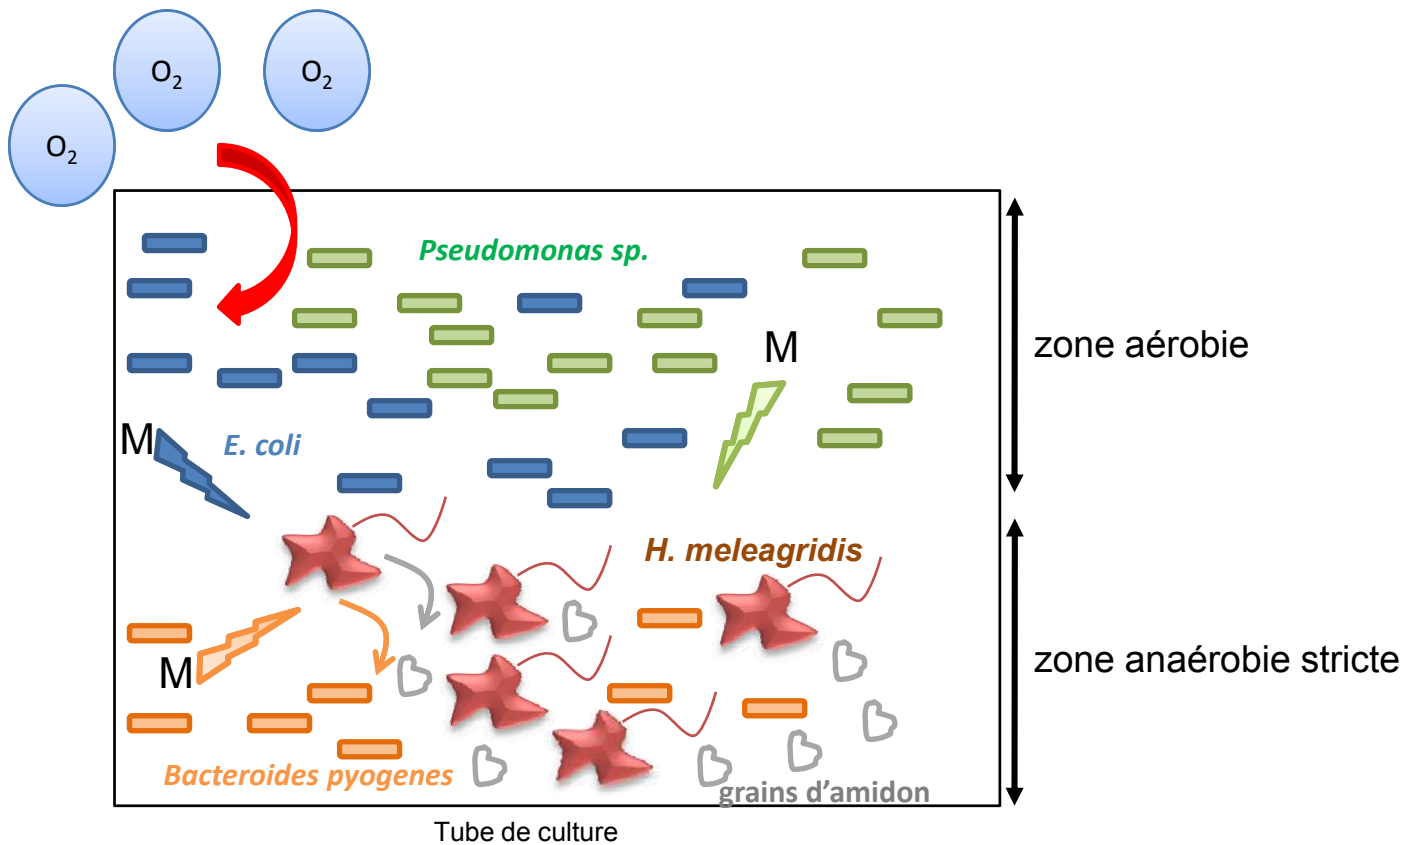 O₂
O₂
O₂
Pseudomonas sp.
M
zone aérobie
M
E. coli
H. meleagridis
zone anaérobie stricte
M
Bacteroides pyogenes
grains d’amidon
Tube de culture